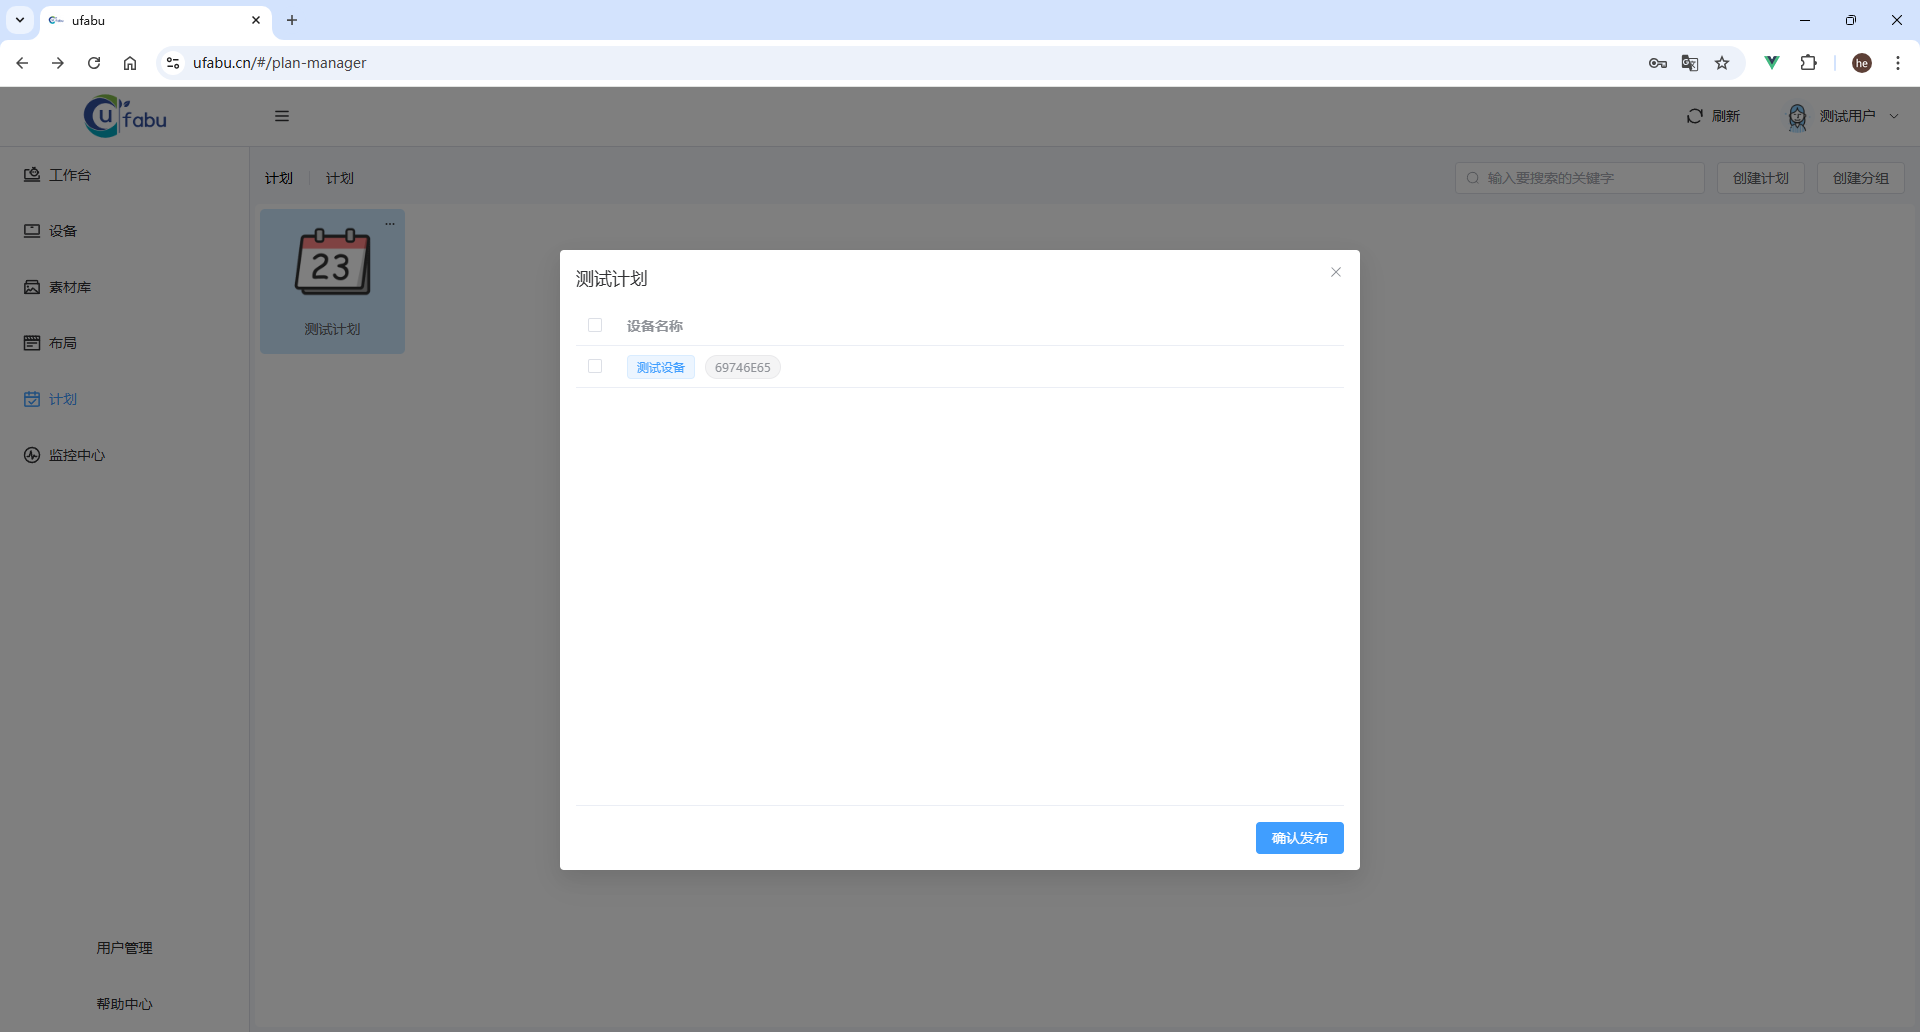 ufabu
ufabu.cn/#/plan-manager
he
ufabu
刷新
测试用户
工作台
设备
素材库
布局
计划
监控中心
用户管理
帮助中心
计划
计划
输入要搜索的关键字
创建计划
创建分组
23
测试计划
测试计划
设备名称
测试设备 69746E65
确认发布